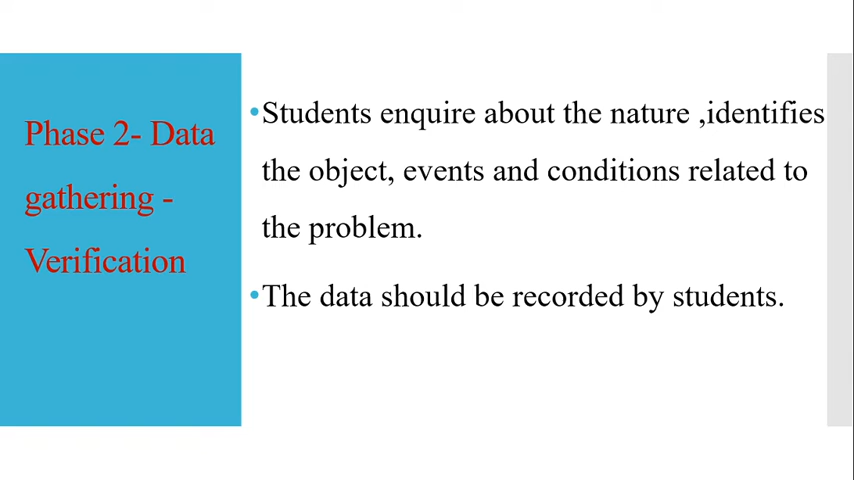 Phase 2- Data
gathering -
Verification
•Students enquire about the nature ,identifies
the object, events and conditions related to
the problem.
•The data should be recorded by students.